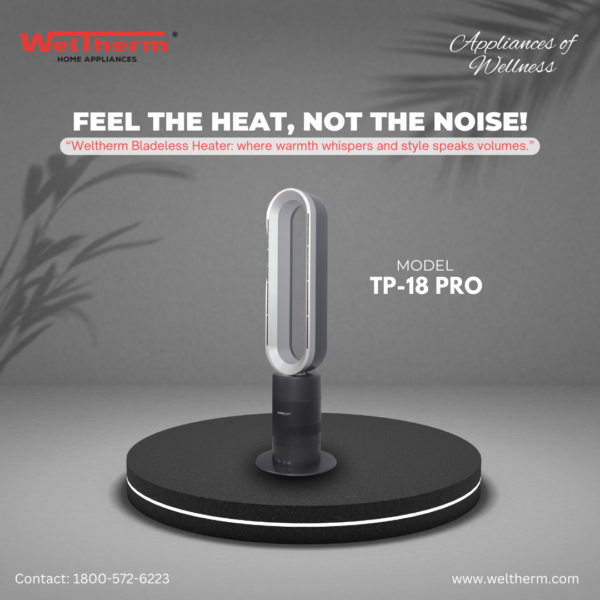 WelTherm®
HOME APPLIANCES
Appliances of
Wellness
FEEL THE HEAT, NOT THE NOISE!
“Weltherm Bladeless Heater: where warmth whispers and style speaks volumes.”
MODEL
TP-18 PRO
Contact: 1800-572-6223
www.weltherm.com